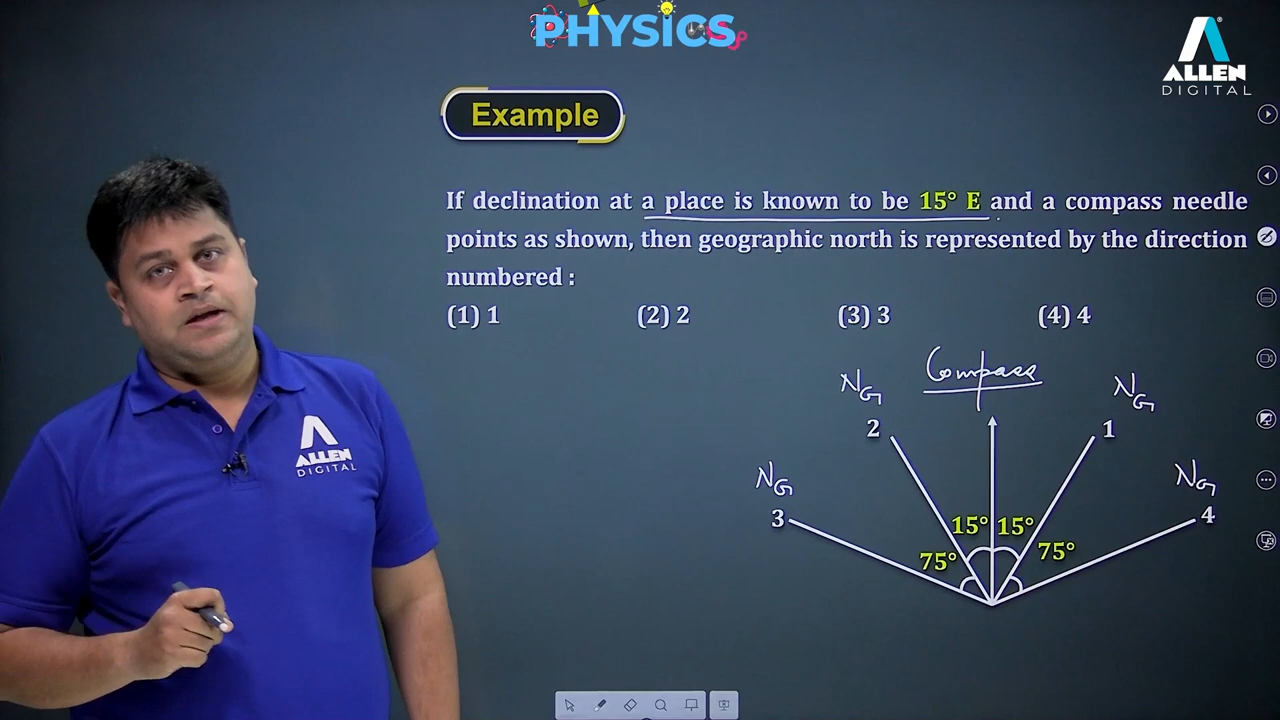 PHYSICS
ALLEN
DIGITAL
Example
If declination at a place is known to be 15° E and a compass needle
points as shown, then geographic north is represented by the direction
numbered :
(1) 1 (2) 2 (3) 3 (4) 4
Compass
NG NG
2 1
NG NG
3 4
15° 15°
75° 75°
ALLEN
DIGITAL